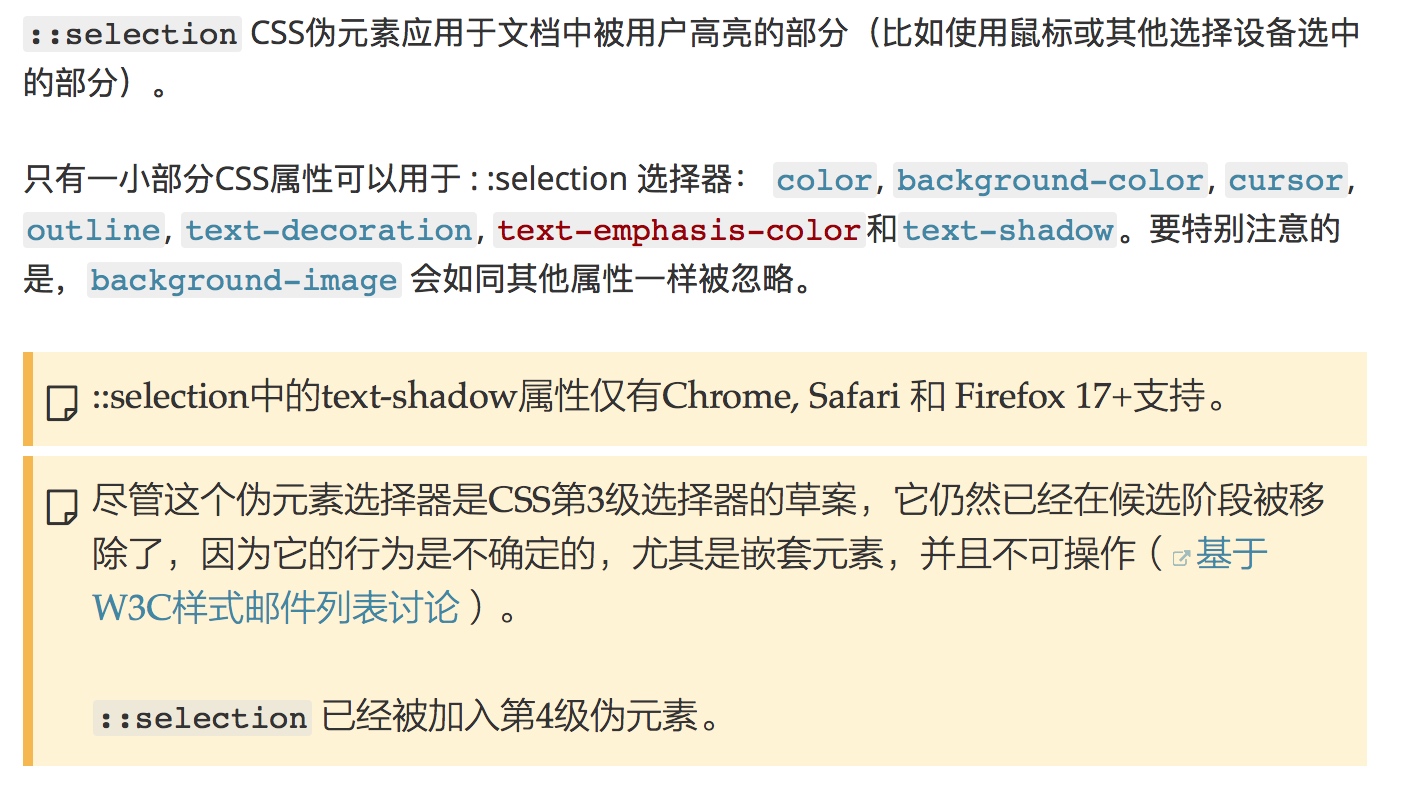 ::selection CSS伪元素应用于文档中被用户高亮的部分（比如使用鼠标或其他选择设备选中
的部分）。
只有一小部分CSS属性可以用于 : :selection 选择器： color, background-color, cursor,
outline, text-decoration, text-emphasis-color和text-shadow。要特别注意的
是，background-image 会如同其他属性一样被忽略。
::selection中的text-shadow属性仅有Chrome, Safari 和 Firefox 17+支持。
尽管这个伪元素选择器是CSS第3级选择器的草案，它仍然已经在候选阶段被移
除了，因为它的行为是不确定的，尤其是嵌套元素，并且不可操作（基于
W3C样式邮件列表讨论 ）。
::selection 已经被加入第4级伪元素。